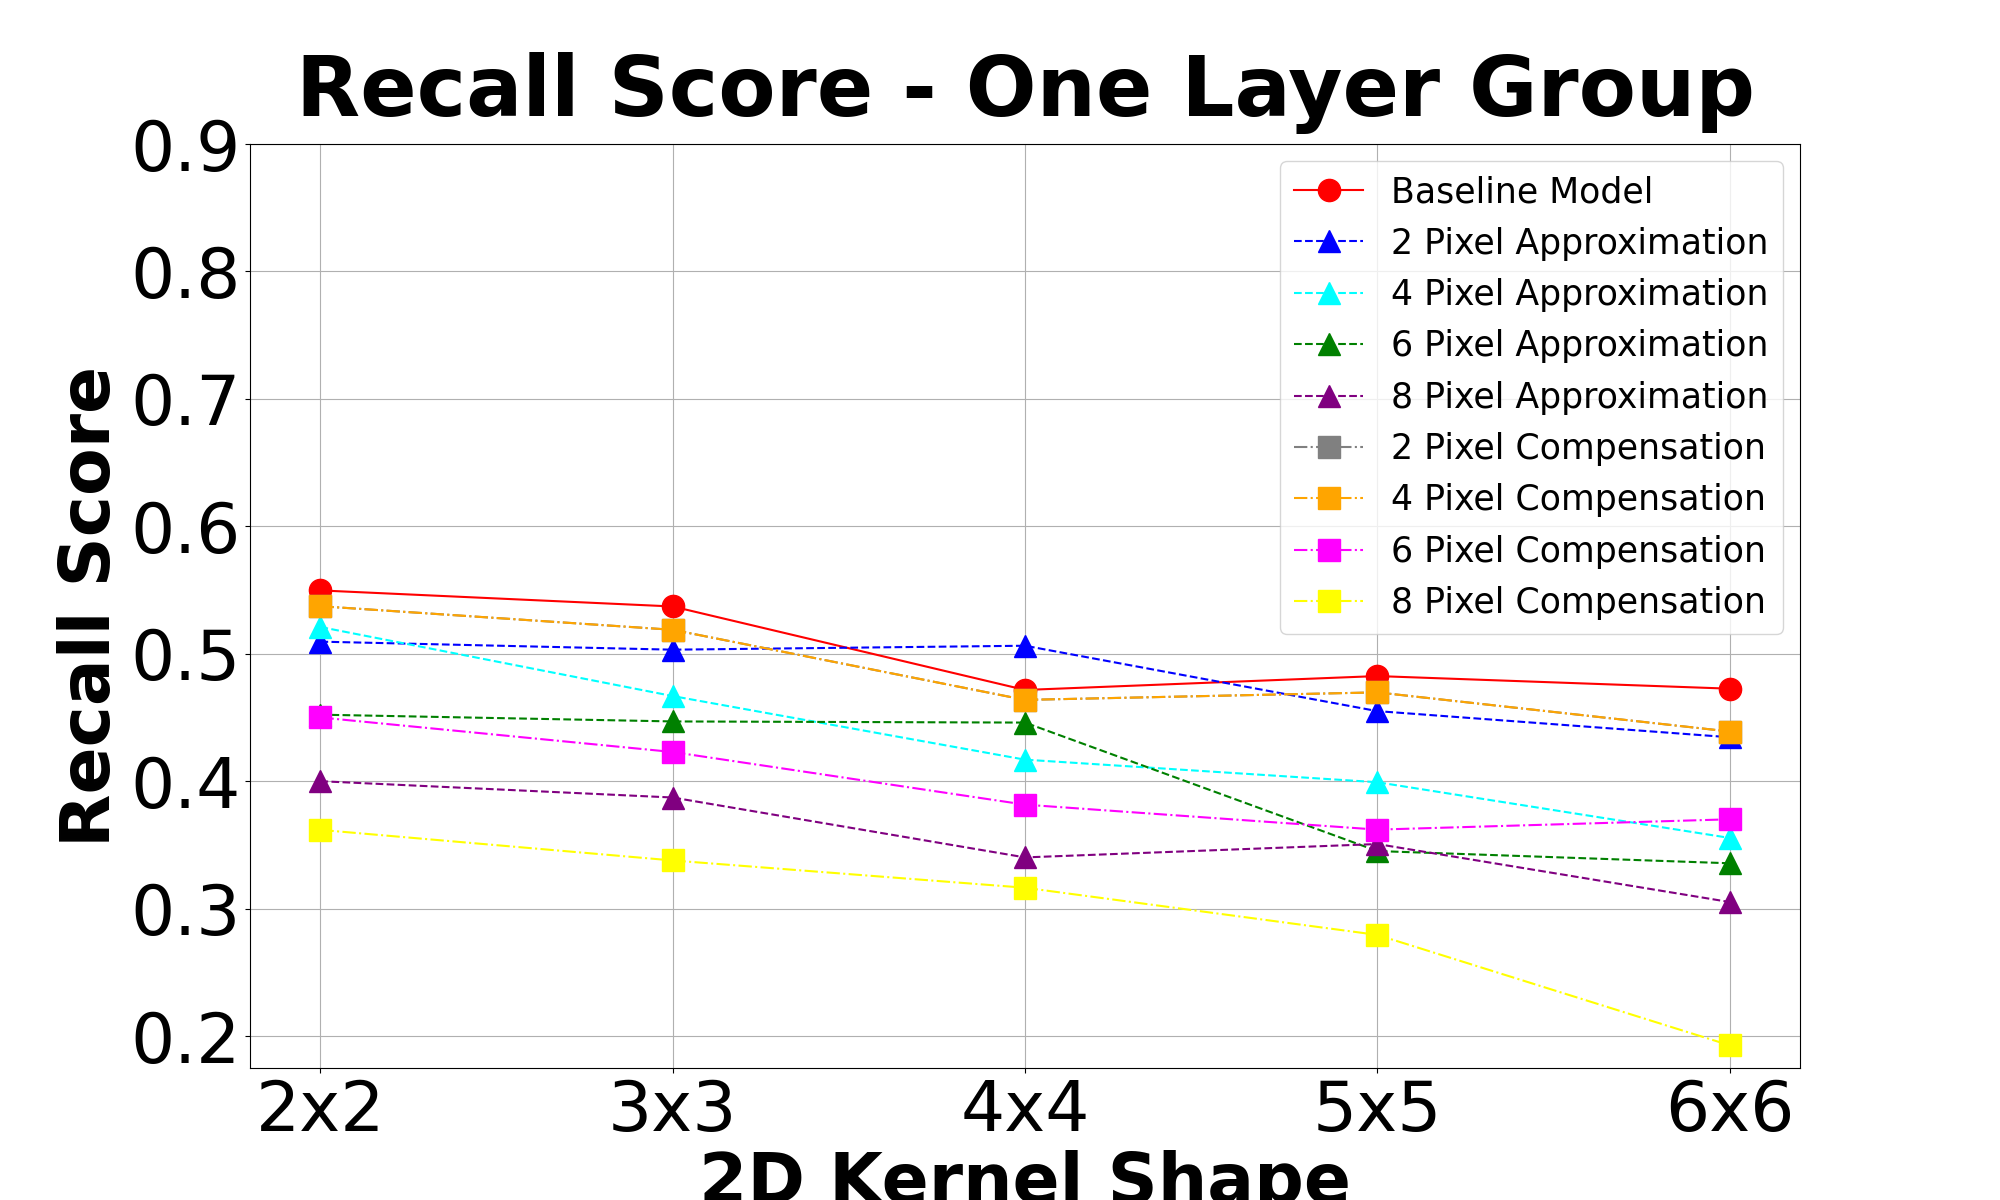 Recall Score - One Layer Group
0.9
0.8
0.7
0.6
0.5
0.4
0.3
0.2
Recall Score
Baseline Model
2 Pixel Approximation
4 Pixel Approximation
6 Pixel Approximation
8 Pixel Approximation
2 Pixel Compensation
4 Pixel Compensation
6 Pixel Compensation
8 Pixel Compensation
2x2 3x3 4x4 5x5 6x6
2D Kernel Shape